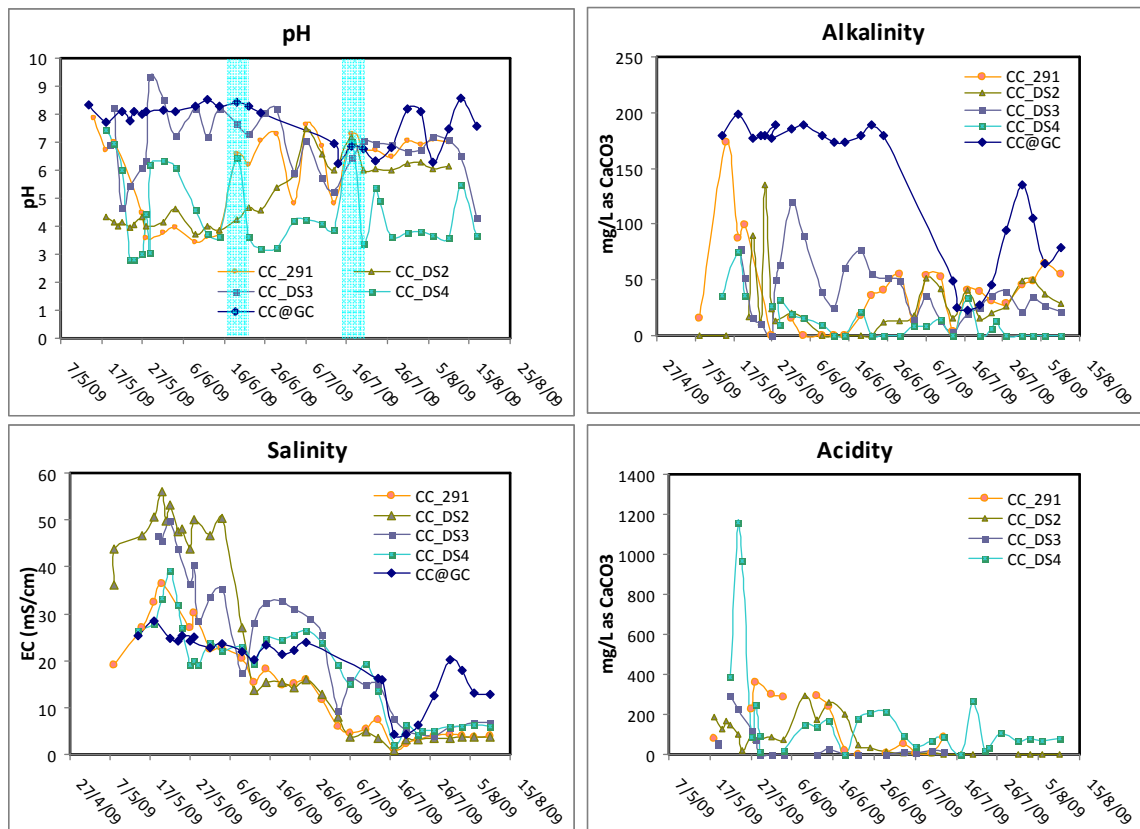 pH
10
9
8
7
6
5
4
3
2
1
0
pH
CC_291
CC_DS2
CC_DS3
CC_DS4
CC@GC
7/5/09
17/5/09
27/5/09
6/6/09
16/6/09
26/6/09
6/7/09
16/7/09
26/7/09
5/8/09
15/8/09
25/8/09
Alkalinity
250
200
150
100
50
0
mg/L as CaCO3
CC_291
CC_DS2
CC_DS3
CC_DS4
CC@GC
27/4/09
7/5/09
17/5/09
27/5/09
6/6/09
16/6/09
26/6/09
6/7/09
16/7/09
26/7/09
5/8/09
15/8/09
Salinity
60
50
40
30
20
10
0
EC (mS/cm)
CC_291
CC_DS2
CC_DS3
CC_DS4
CC@GC
27/4/09
7/5/09
17/5/09
27/5/09
6/6/09
16/6/09
26/6/09
6/7/09
16/7/09
26/7/09
5/8/09
15/8/09
Acidity
1400
1200
1000
800
600
400
200
0
mg/L as CaCO3
CC_291
CC_DS2
CC_DS3
CC_DS4
7/5/09
17/5/09
27/5/09
6/6/09
16/6/09
26/6/09
6/7/09
16/7/09
26/7/09
5/8/09
15/8/09